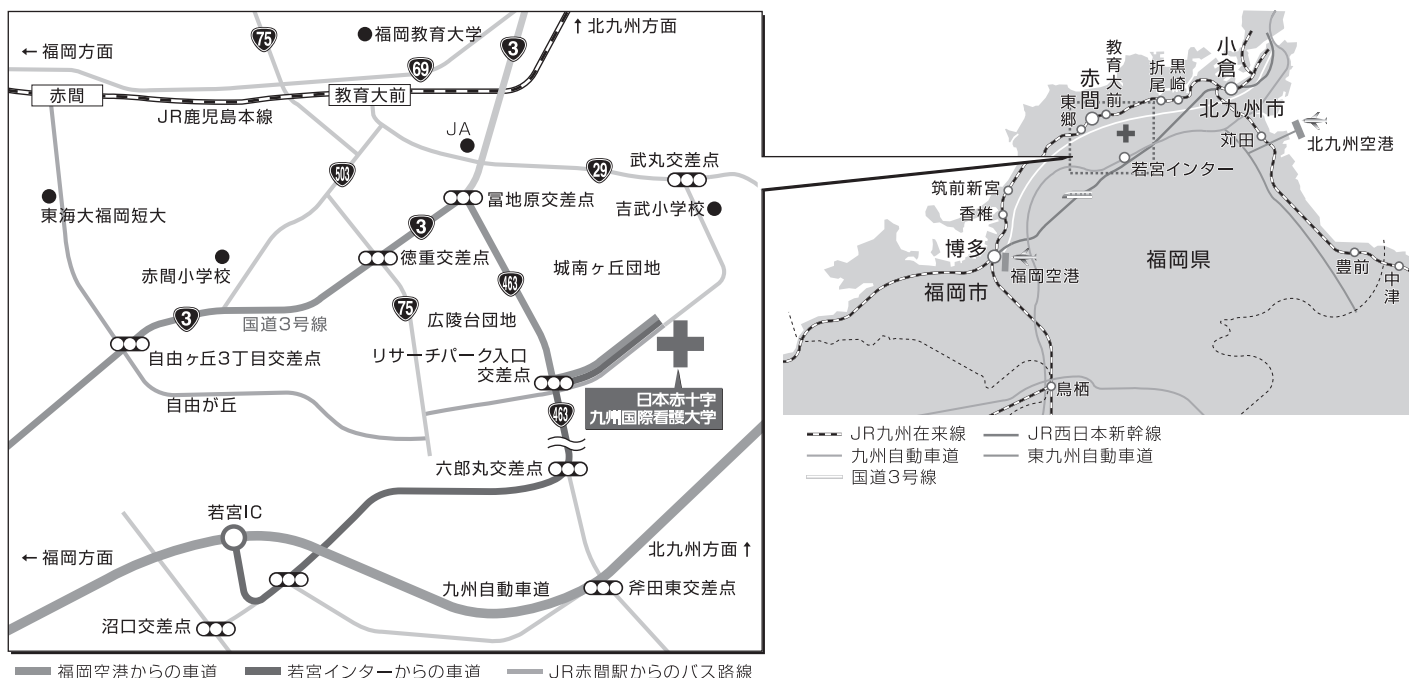 75
福岡教育大学
3
↑北九州方面
←福岡方面
69
赤間
教育大前
JR鹿児島本線
JA
503
29
武丸交差点
東海大福岡短大
冨地原交差点
吉武小学校
3
徳重交差点
城南ヶ丘団地
赤間小学校
463
75
3
国道3号線
広陵台団地
自由ヶ丘3丁目交差点
リサーチパーク入口
交差点
日本赤十字
九州国際看護大学
自由が丘
463
六郎丸交差点
若宮IC
←福岡方面
北九州方面↑
九州自動車道
斧田東交差点
沼口交差点
福岡空港からの車道
若宮インターからの車道
JR赤間駅からのバス路線
小倉
教育大前
黒崎
折尾
赤間
東郷
北九州市
苅田
北九州空港
若宮インター
筑前新宮
香椎
博多
福岡空港
福岡県
福岡市
豊前
中津
鳥栖
JR九州在来線
JR西日本新幹線
九州自動車道
東九州自動車道
国道3号線